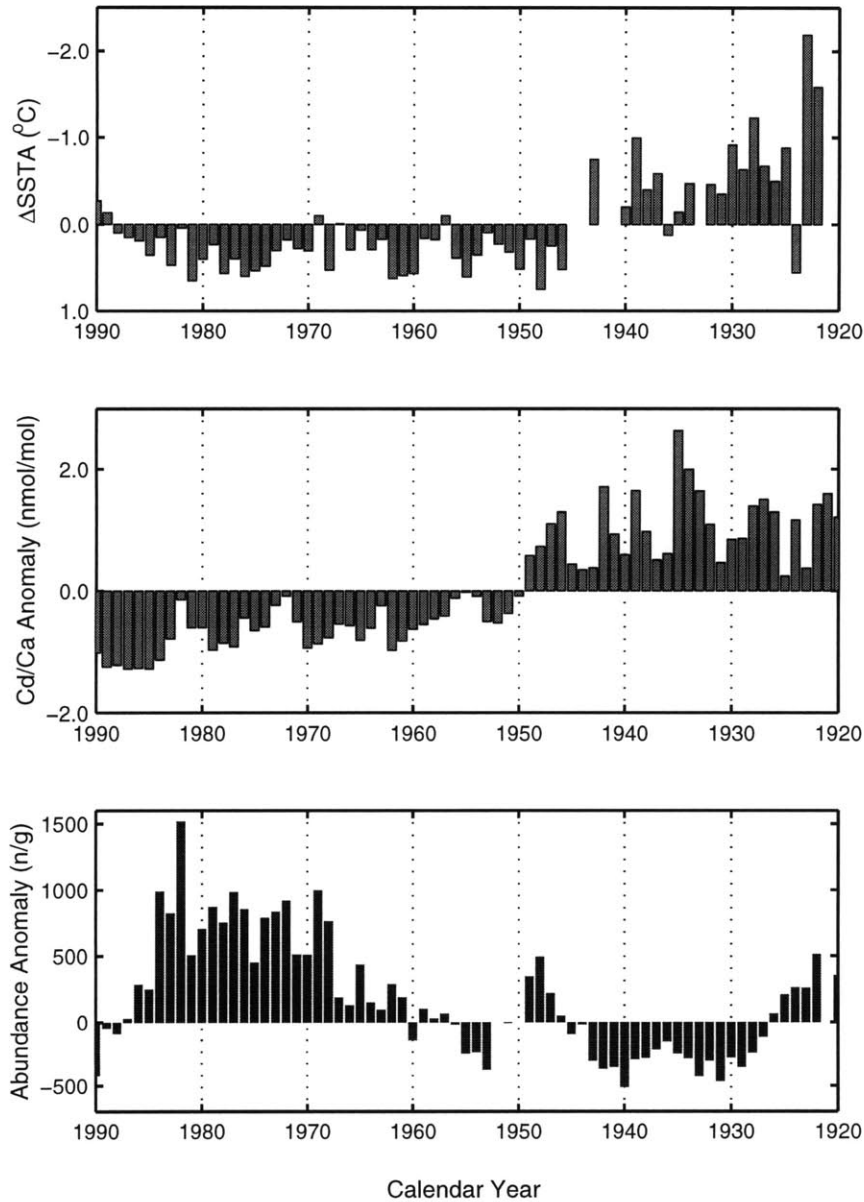 -2.0
-1.0
0.0
1.0
ΔSSTA (⁰C)
1990 1980 1970 1960 1950 1940 1930 1920
2.0
0.0
−2.0
Cd/Ca Anomaly (nmol/mol)
1990 1980 1970 1960 1950 1940 1930 1920
1500
1000
500
0
−500
Abundance Anomaly (n/g)
1990 1980 1970 1960 1950 1940 1930 1920
Calendar Year